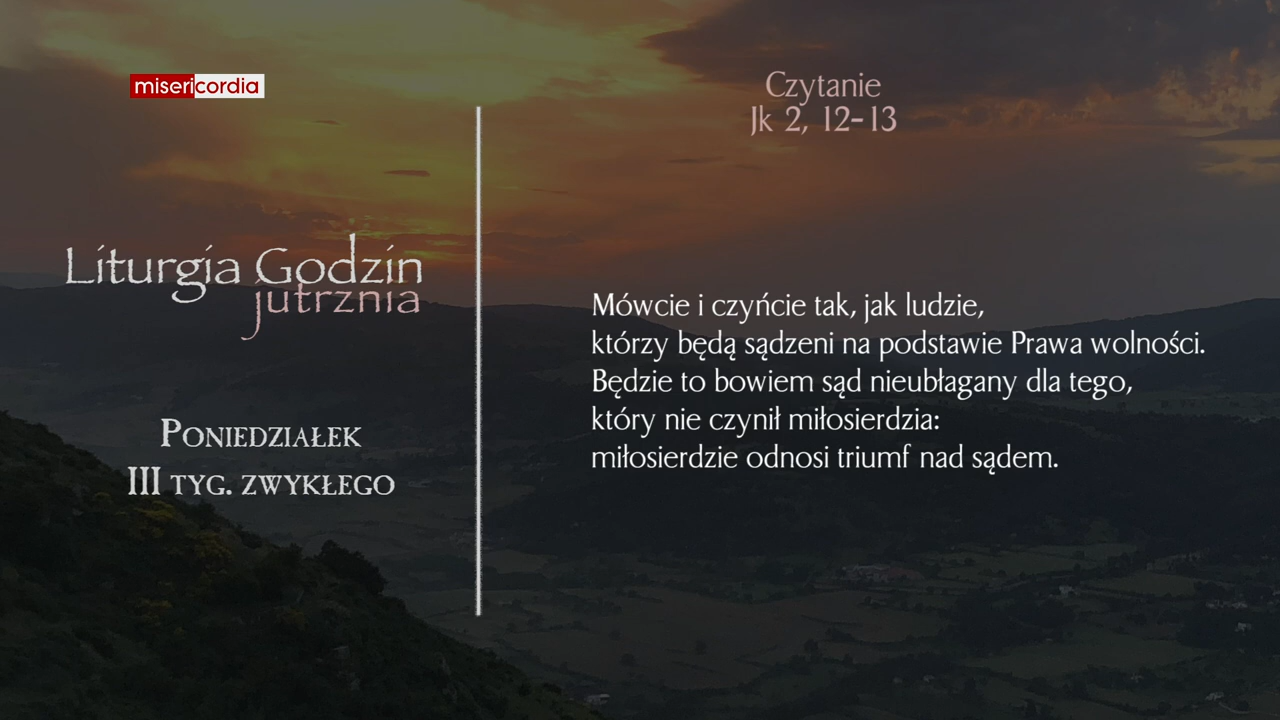 misericordia
Liturgia Godzin
jutrznia
Poniedziałek
III tyg. zwykłego
Czytanie
Jk 2, 12-13
Mówcie i czyńcie tak, jak ludzie,
którzy będą sądzeni na podstawie Prawa wolności.
Będzie to bowiem sąd nieubłagany dla tego,
który nie czynił miłosierdzia:
miłosierdzie odnosi triumf nad sądem.